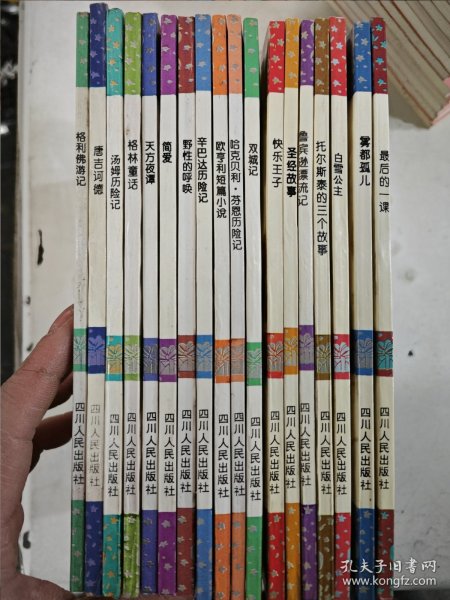 格利佛游记
四川人民出版社
唐吉诃德
四川人民出版社
汤姆历险记
四川人民出版社
格林童话
四川人民出版社
天方夜谭
四川人民出版社
简爱
四川人民出版社
野性的呼唤
四川人民出版社
辛巴达历险记
四川人民出版社
欧亨利短篇小说
四川人民出版社
哈克贝利·芬恩历险记
四川人民出版社
双城记
四川人民出版社
快乐王子
四川人民出版社
圣经故事
四川人民出版社
鲁宾逊漂流记
四川人民出版社
托尔斯泰的三个故事
四川人民出版社
白雪公主
四川人民出版社
雾都孤儿
四川人民出版社
最后的一课
四川人民出版社
孔夫子旧书网
www.kongfz.com